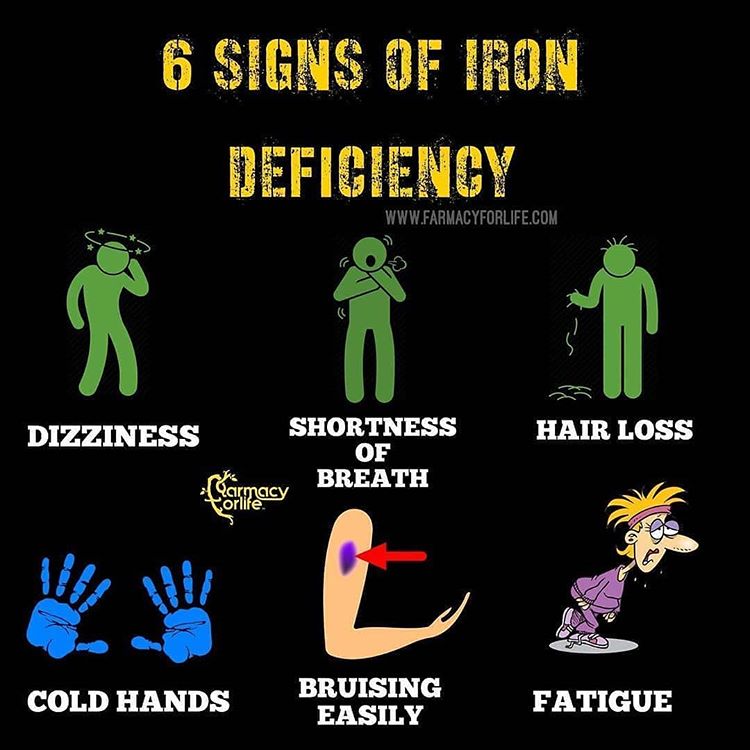 6 SIGNS OF IRON
DEFICIENCY
WWW.FARMACYFORLIFE.COM
DIZZINESS
SHORTNESS
OF
BREATH
HAIR LOSS
Farmacy
Forlife
COLD HANDS
BRUISING
EASILY
FATIGUE